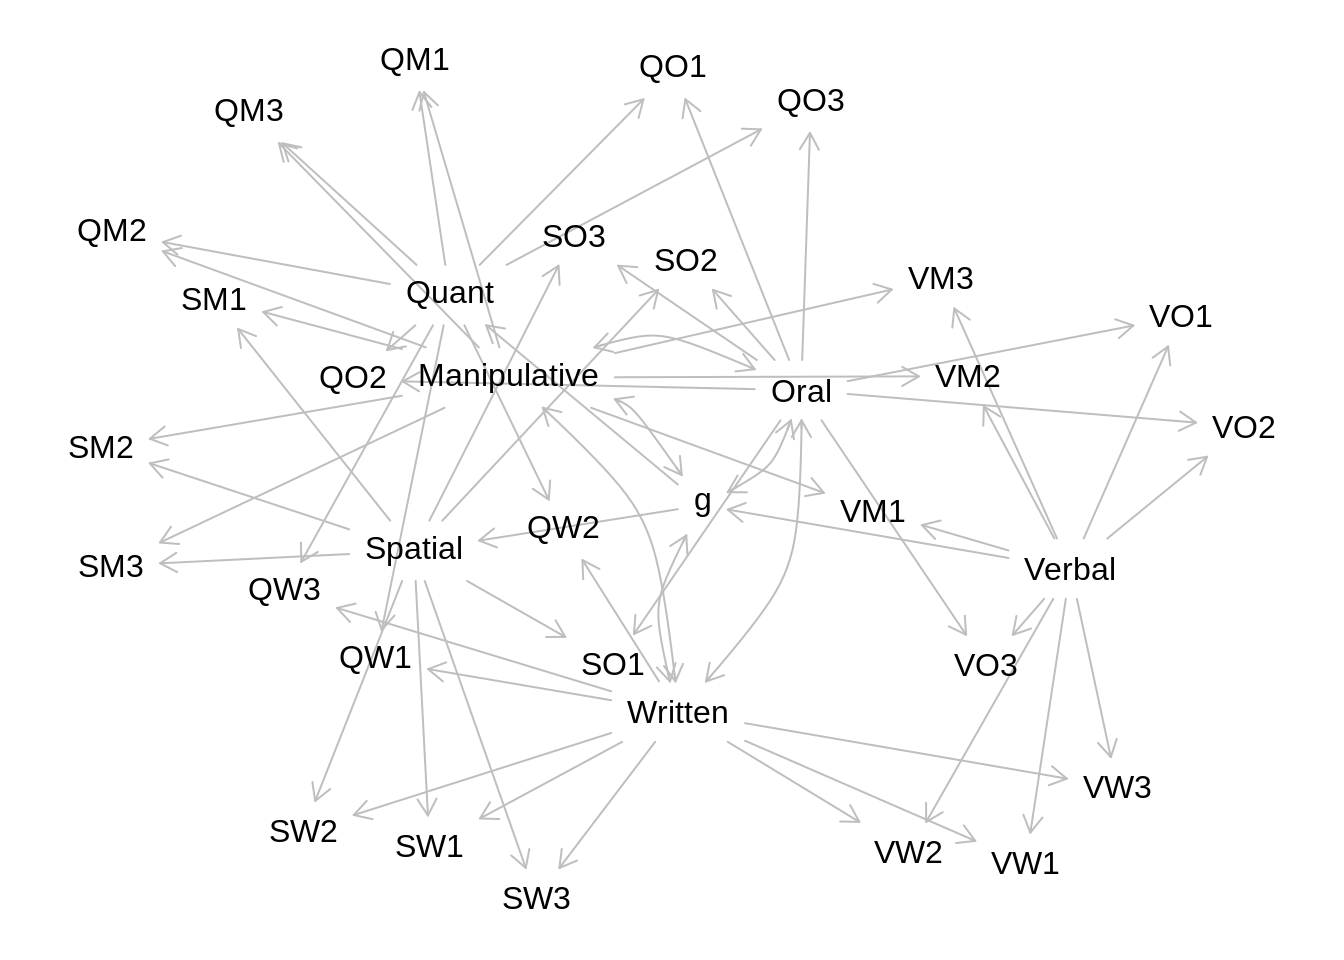 QM1
QO1
QO3
QM3
QM2
SO3
SO2
VM3
Quant
SM1
VO1
QO2
Manipulative
VM2
Oral
VO2
SM2
g
VM1
QW2
Spatial
SM3
Verbal
QW3
QW1
SO1
VO3
Written
VW3
SW2
SW1
VW2
VW1
SW3